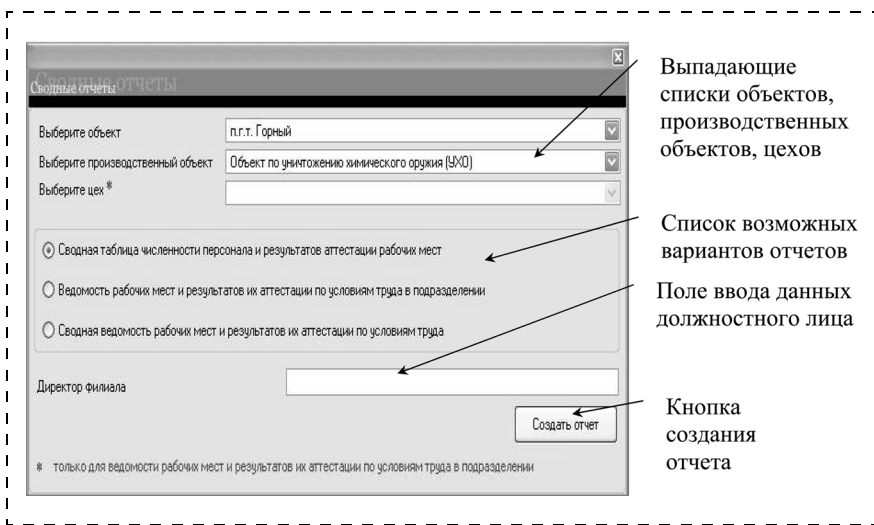 Сводные отчеты
Сводные отчеты
Выберите объект
п.г.т. Горный
Выберите производственный объект
Объект по уничтожению химического оружия (УХО)
Выберите цех *
Сводная таблица численности персонала и результатов аттестации рабочих мест
Ведомость рабочих мест и результатов их аттестации по условиям труда в подразделении
Сводная ведомость рабочих мест и результатов их аттестации по условиям труда
Директор филиала
Создать отчет
* только для ведомости рабочих мест и результатов их аттестации по условиям труда в подразделении
Выпадающие
списки объектов,
производственных
объектов, цехов
Список возможных
вариантов отчетов
Поле ввода данных
должностного лица
Кнопка
создания
отчета